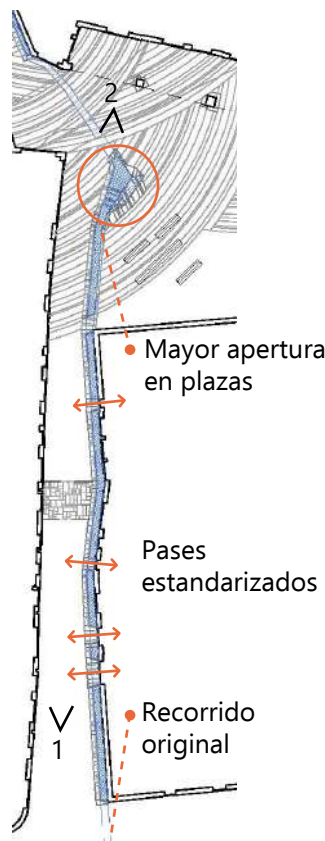 2
Mayor apertura
en plazas
Pases
estandarizados
Recorrido
original
1